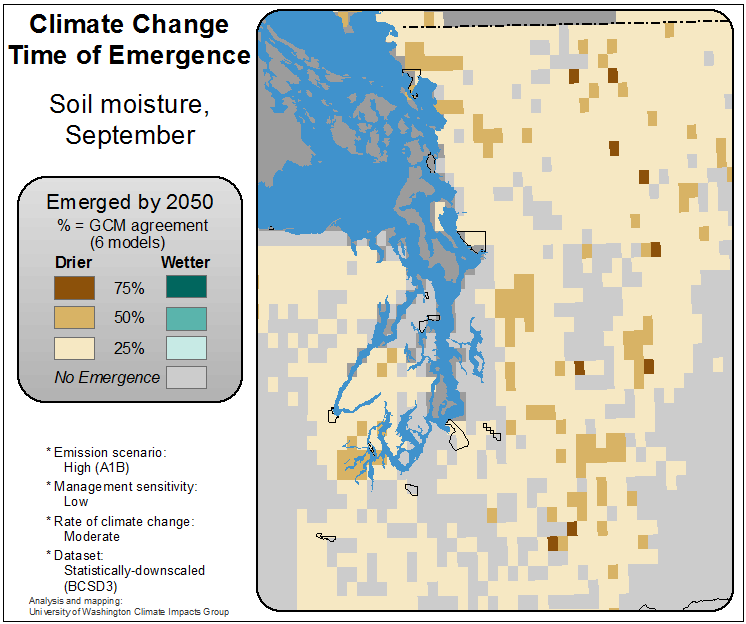 Climate Change
Time of Emergence
Soil moisture,
September
Emerged by 2050
% = GCM agreement
(6 models)
Drier Wetter
75%
50%
25%
No Emergence
* Emission scenario:
High (A1B)
* Management sensitivity:
Low
* Rate of climate change:
Moderate
* Dataset:
Statistically-downscaled
(BCSD3)
Analysis and mapping:
University of Washington Climate Impacts Group